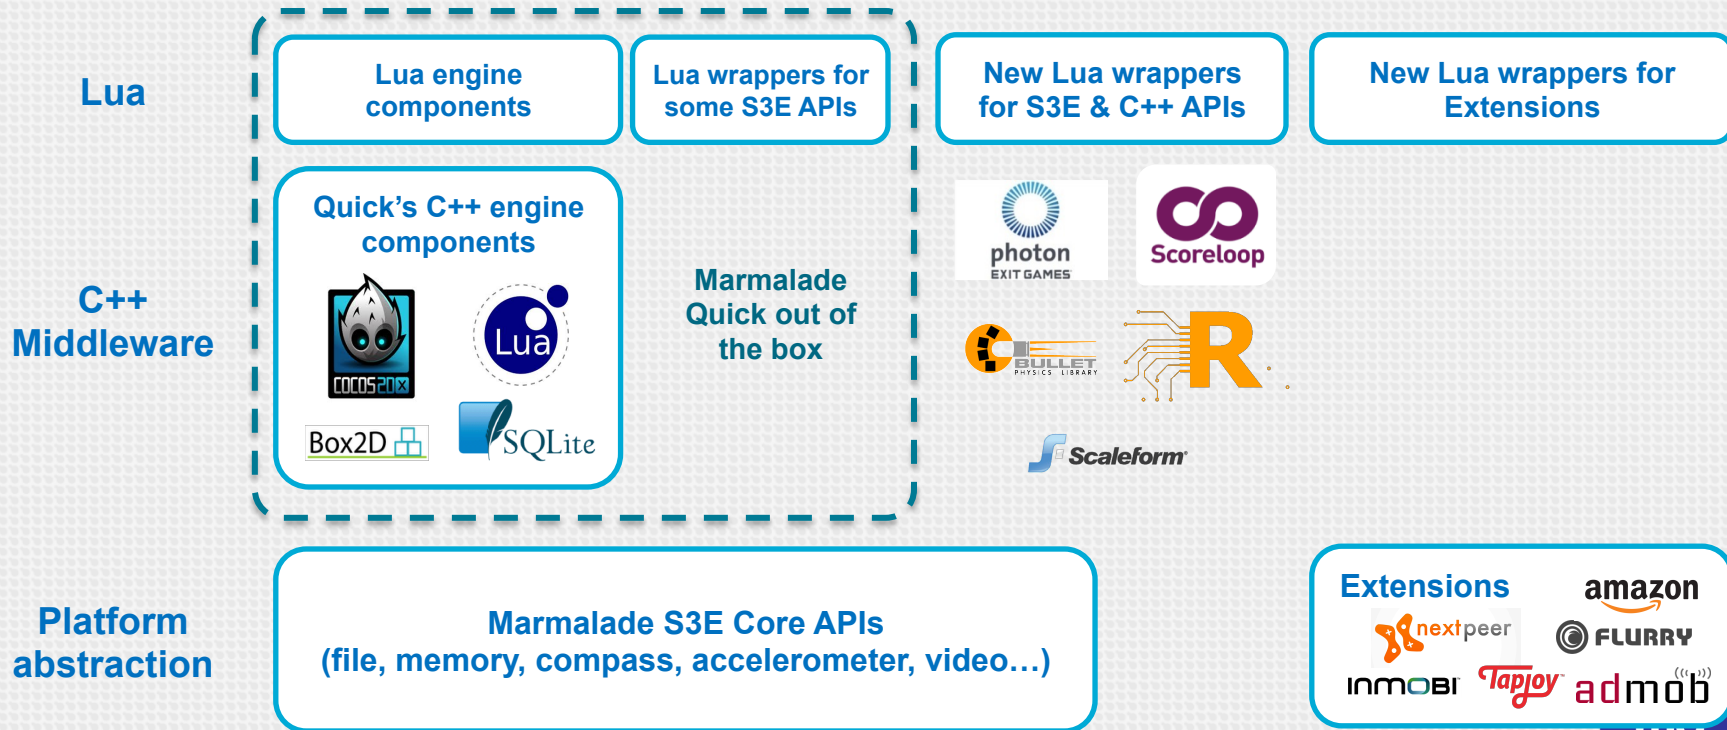 Lua
Lua engine
components
Lua wrappers for
some S3E APIs
New Lua wrappers
for S3E & C++ APIs
New Lua wrappers for
Extensions
C++
Middleware
Quick’s C++ engine
components
COCOS2DX
Lua
Box2D
SQLite
Marmalade
Quick out of
the box
photon
EXIT GAMES
Scoreloop
BULLET
PHYSICS LIBRARY
R
Scaleform
Platform
abstraction
Marmalade S3E Core APIs
(file, memory, compass, accelerometer, video…)
Extensions
amazon
nextpeer
FLURRY
INMOBI
Tapjoy
admob